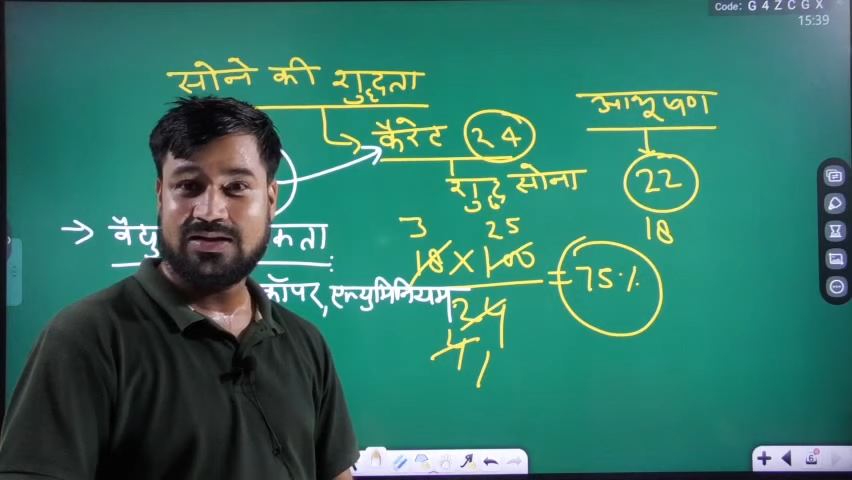 Code: G 4 Z C G X
15:39
सोने की शुद्धता
आभूषण
कैरेट 24
शुद्ध सोना
22
18
3 25
18 × 100
24
= 75%
4 1
→
कॉपर, एल्युमिनियम